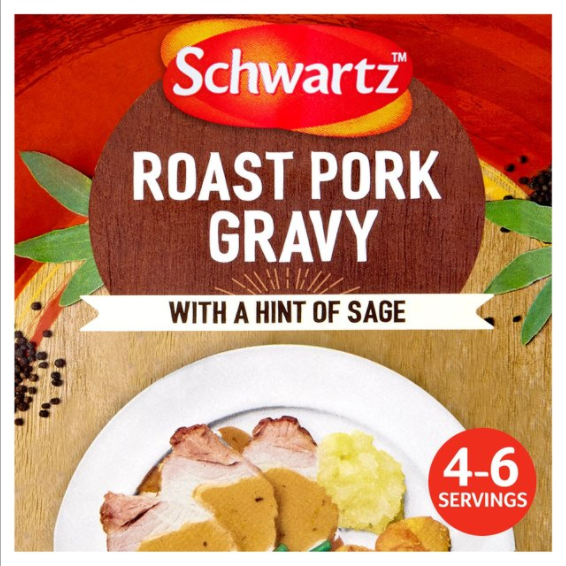 Schwartz™
ROAST PORK
GRAVY
WITH A HINT OF SAGE
4-6
SERVINGS